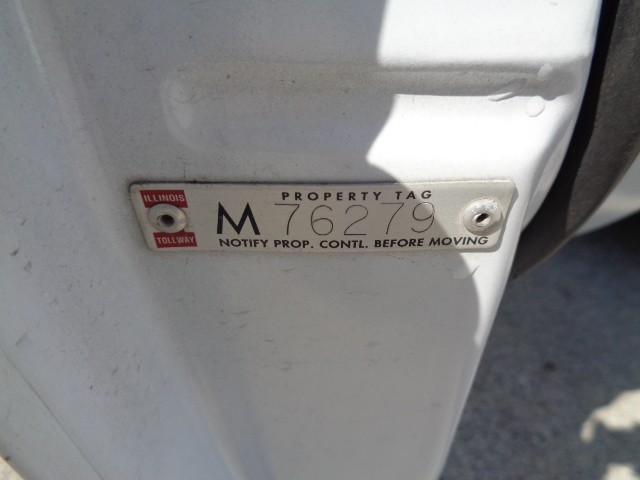 ILLINOIS
PROPERTY TAG
M 76279
TOLLWAY
NOTIFY PROP. CONTL. BEFORE MOVING